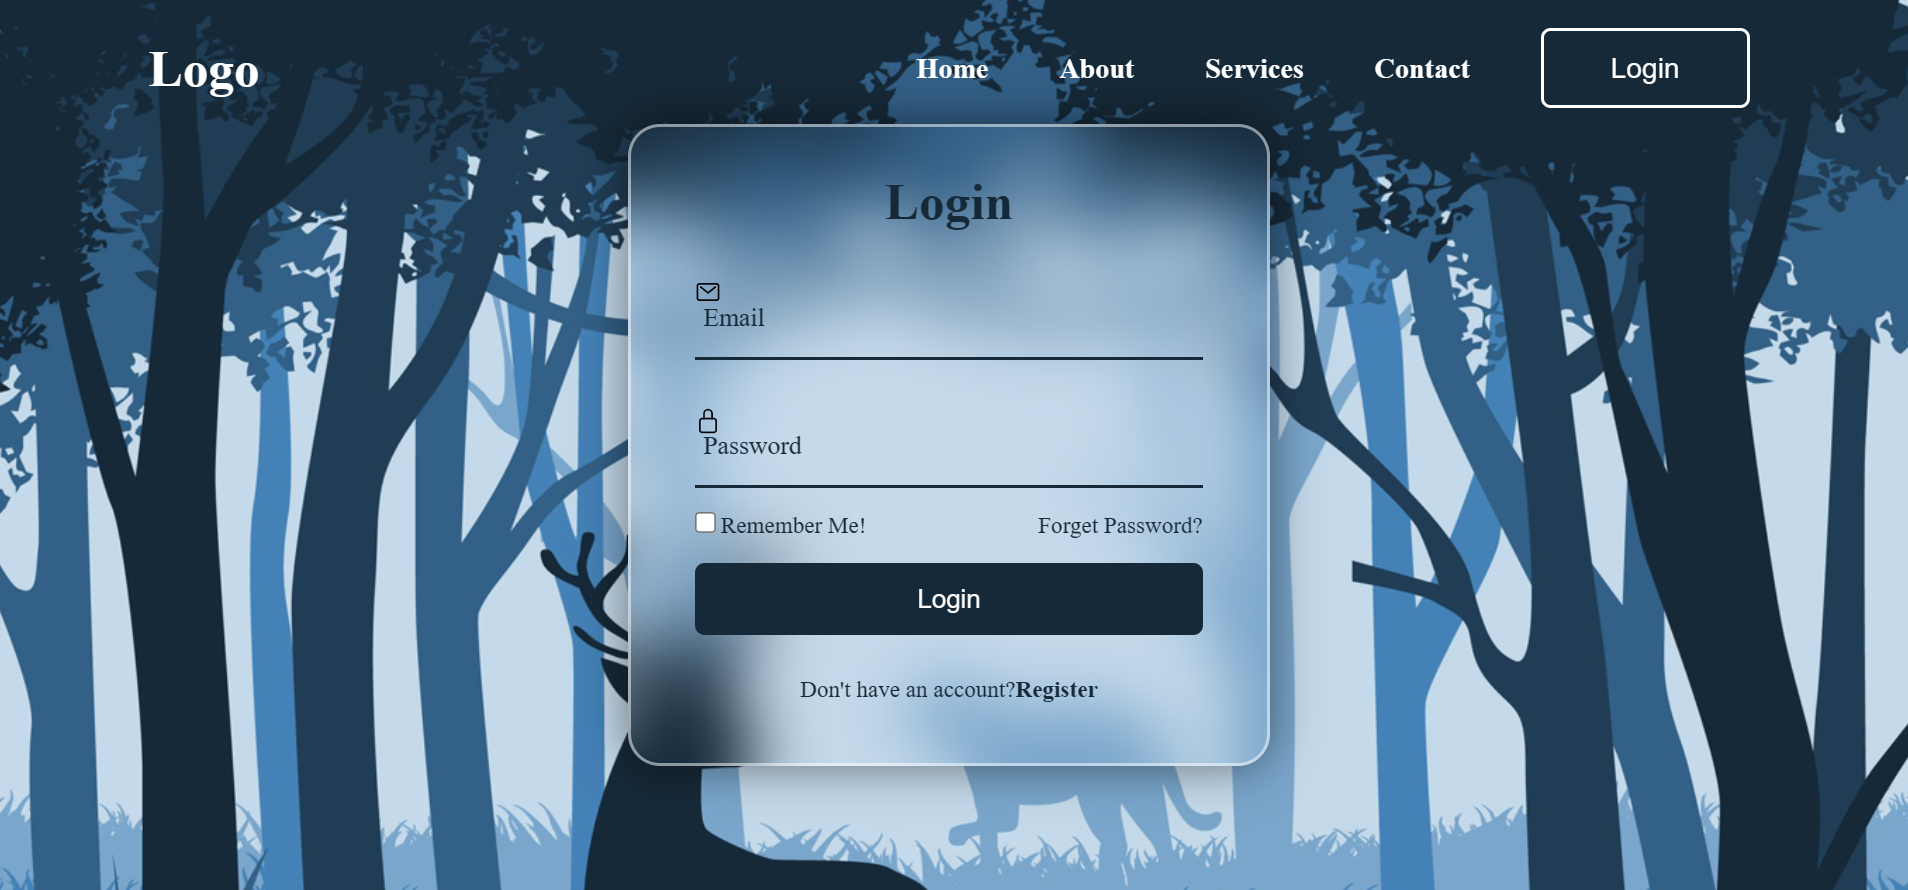 Logo
Home About Services Contact Login
Login
Email
Password
Remember Me! Forget Password?
Login
Don't have an account?Register